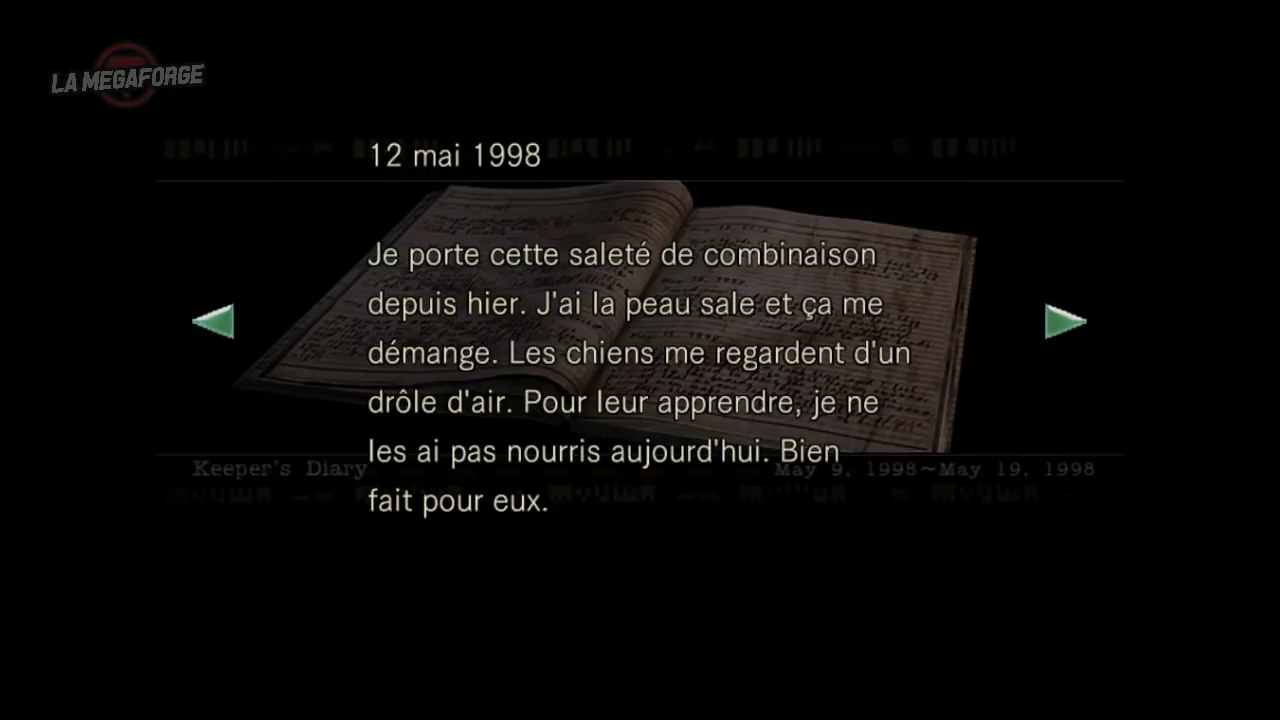 LA MEGAFORGE
12 mai 1998
Je porte cette saleté de combinaison
depuis hier. J'ai la peau sale et ça me
démange. Les chiens me regardent d'un
drôle d'air. Pour leur apprendre, je ne
les ai pas nourris aujourd'hui. Bien
fait pour eux.
Keeper's Diary
May 9, 1998~May 19, 1998